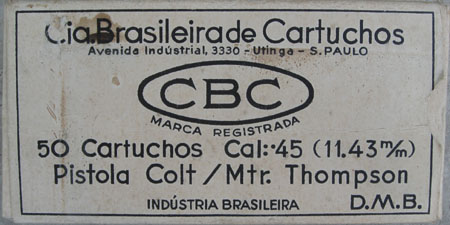 Cia.Brasileira de Cartuchos
Avenida Indústrial, 3330 - Utinga - S. PAULO
CBC
MARCA REGISTRADA
50 Cartuchos Cal:·45 (11.43 m/m)
Pistola Colt / Mtr. Thompson
INDÚSTRIA BRASILEIRA D.M.B.